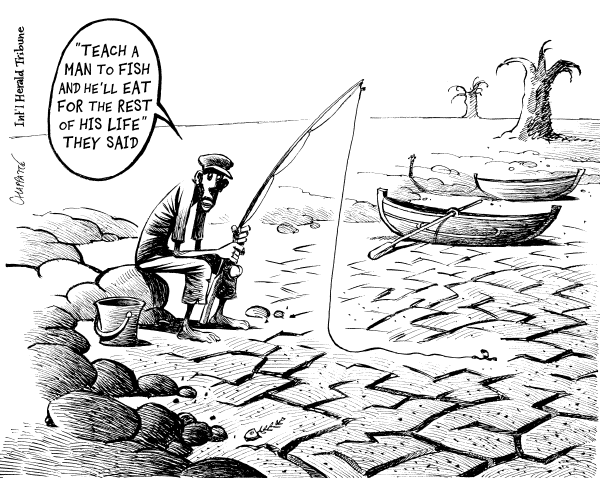 "TEACH A
MAN TO FISH
AND HE'LL EAT
FOR THE REST
OF HIS LIFE"
THEY SAID
Int'l Herald Tribune
CHAPPATTE